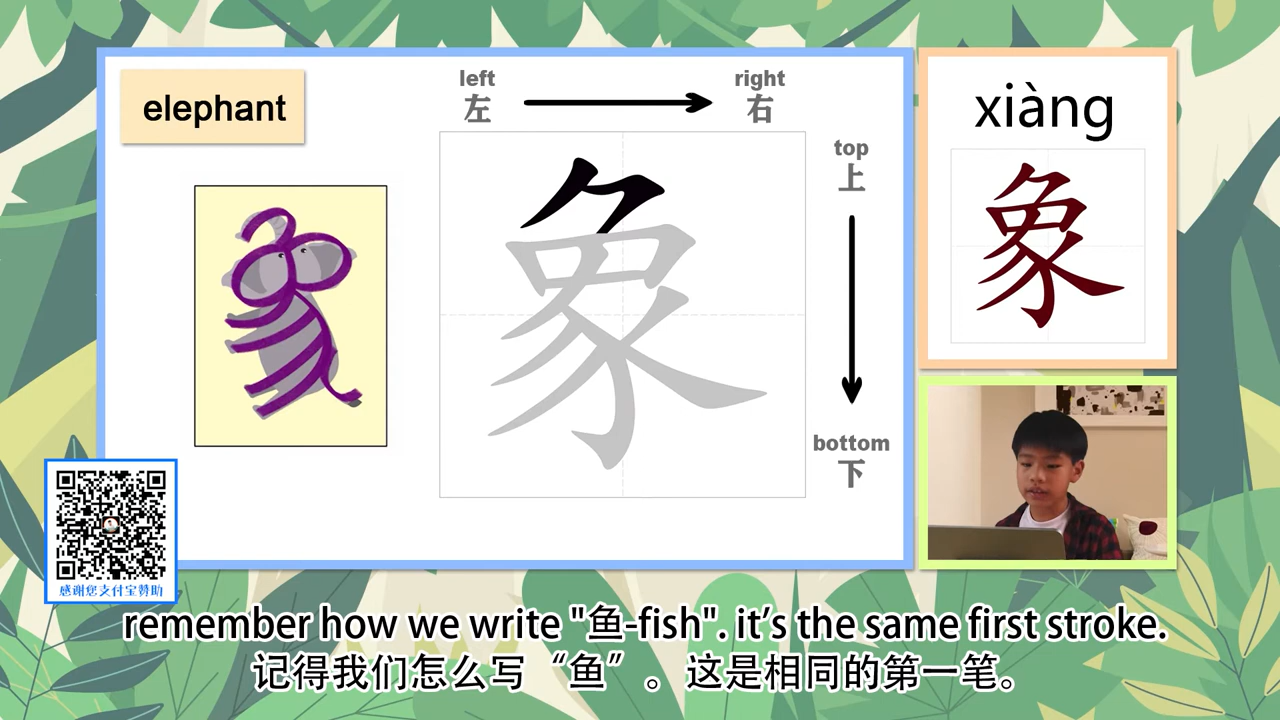 elephant
left
左
right
右
象
top
上
bottom
下
xiàng
象
感谢您支付宝赞助
remember how we write "鱼-fish". it's the same first stroke.
记得我们怎么写“鱼”。这是相同的第一笔。